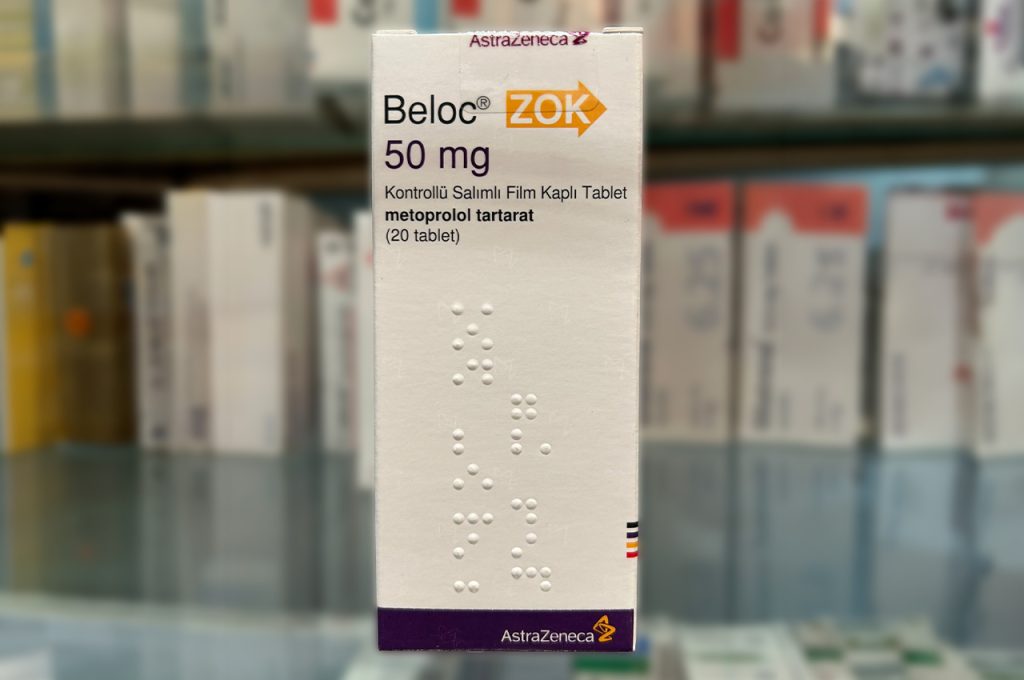 AstraZeneca
Beloc® ZOK
50 mg
Kontrollü Salımlı Film Kaplı Tablet
metoprolol tartarat
(20 tablet)
AstraZeneca